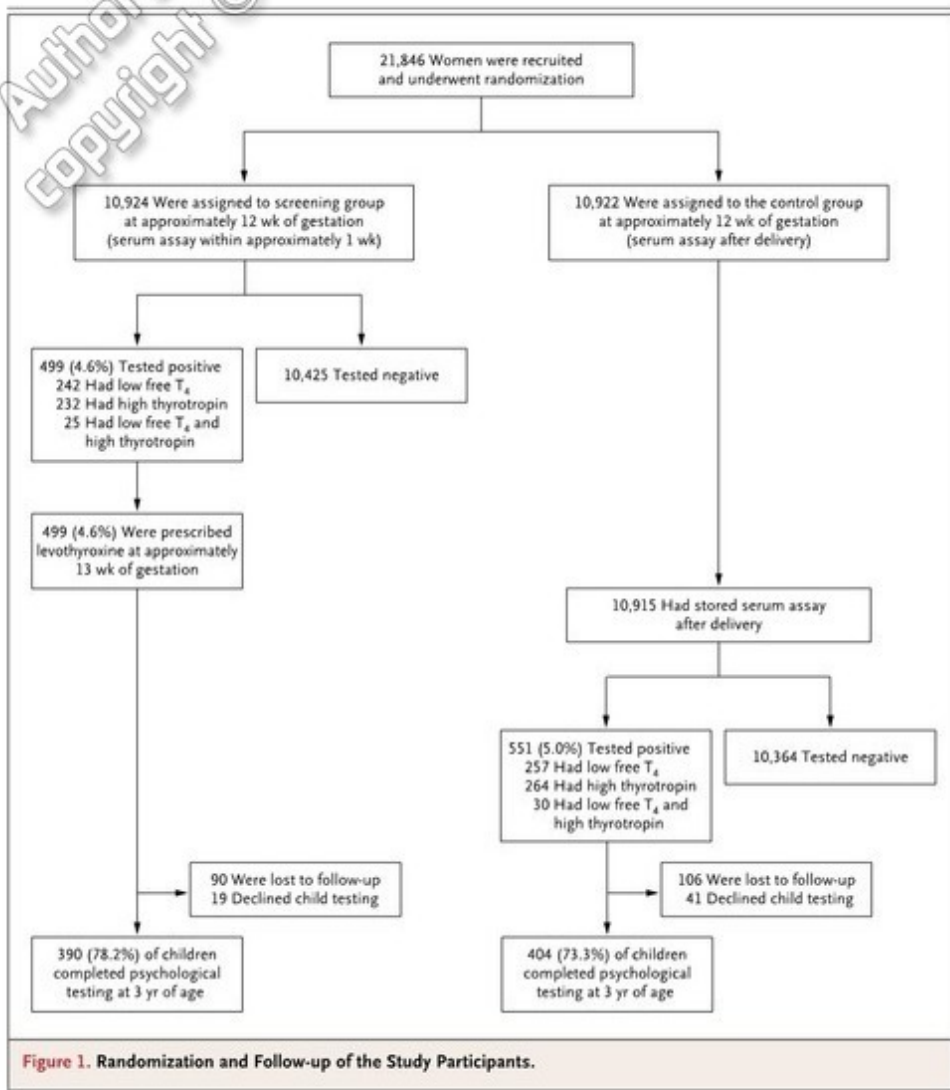 Author
copyright ©
21,846 Women were recruited
and underwent randomization
10,924 Were assigned to screening group
at approximately 12 wk of gestation
(serum assay within approximately 1 wk)
10,922 Were assigned to the control group
at approximately 12 wk of gestation
(serum assay after delivery)
499 (4.6%) Tested positive
242 Had low free T₄
232 Had high thyrotropin
25 Had low free T₄ and
high thyrotropin
10,425 Tested negative
499 (4.6%) Were prescribed
levothyroxine at approximately
13 wk of gestation
10,915 Had stored serum assay
after delivery
551 (5.0%) Tested positive
257 Had low free T₄
264 Had high thyrotropin
30 Had low free T₄ and
high thyrotropin
10,364 Tested negative
90 Were lost to follow-up
19 Declined child testing
106 Were lost to follow-up
41 Declined child testing
390 (78.2%) of children
completed psychological
testing at 3 yr of age
404 (73.3%) of children
completed psychological
testing at 3 yr of age
Figure 1. Randomization and Follow-up of the Study Participants.